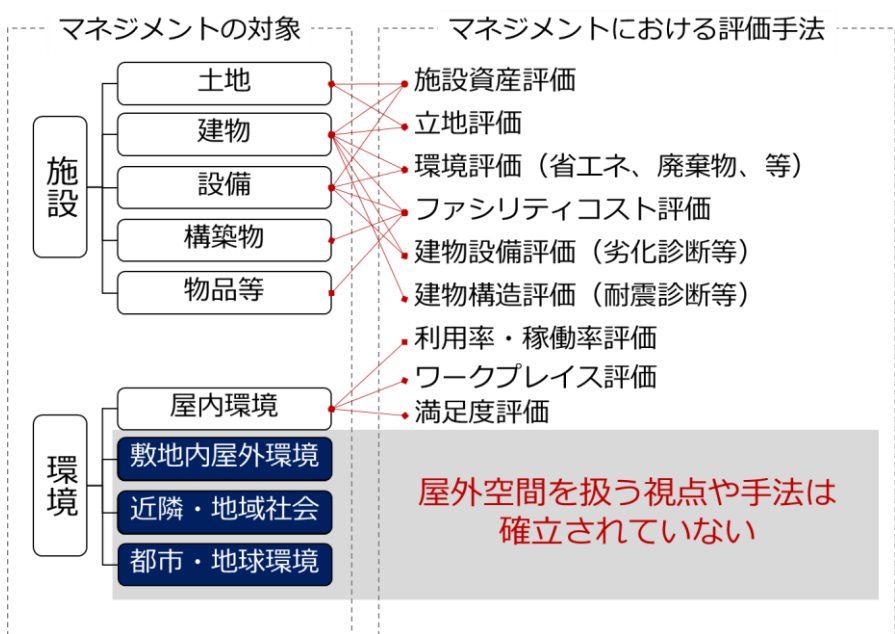 マネジメントの対象
マネジメントにおける評価手法
施設
土地
建物
設備
構築物
物品等
施設資産評価
立地評価
環境評価（省エネ、廃棄物、等）
ファシリティコスト評価
建物設備評価（劣化診断等）
建物構造評価（耐震診断等）
利用率・稼働率評価
ワークプレイス評価
満足度評価
環境
屋内環境
敷地内屋外環境
近隣・地域社会
都市・地球環境
屋外空間を扱う視点や手法は
確立されていない